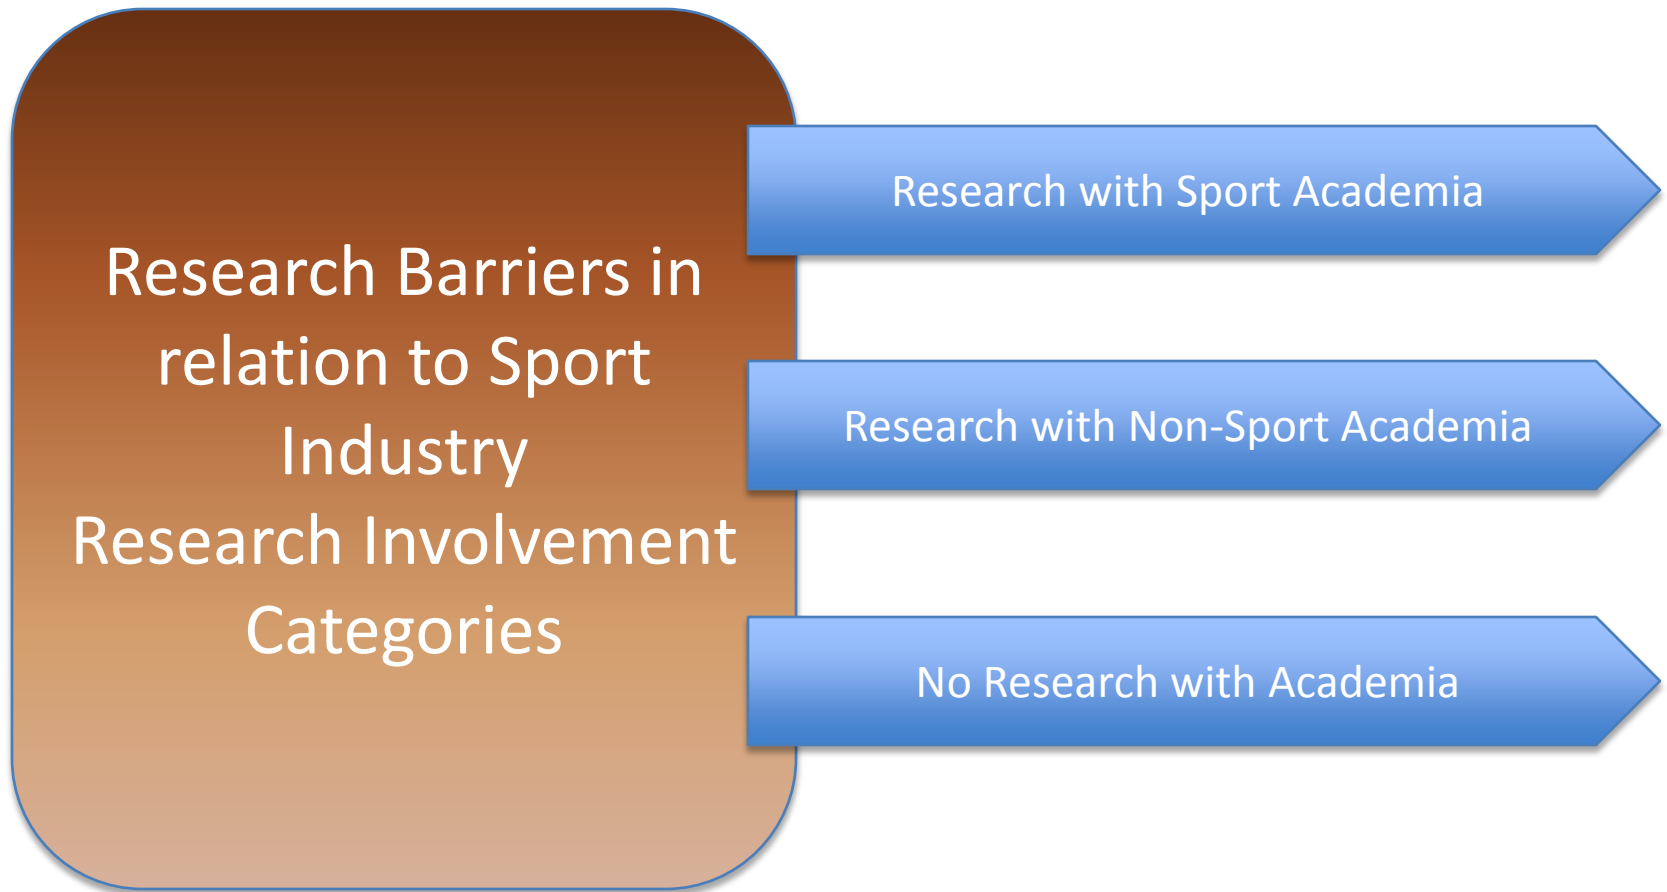 Research Barriers in
relation to Sport
Industry
Research Involvement
Categories
Research with Sport Academia
Research with Non-Sport Academia
No Research with Academia